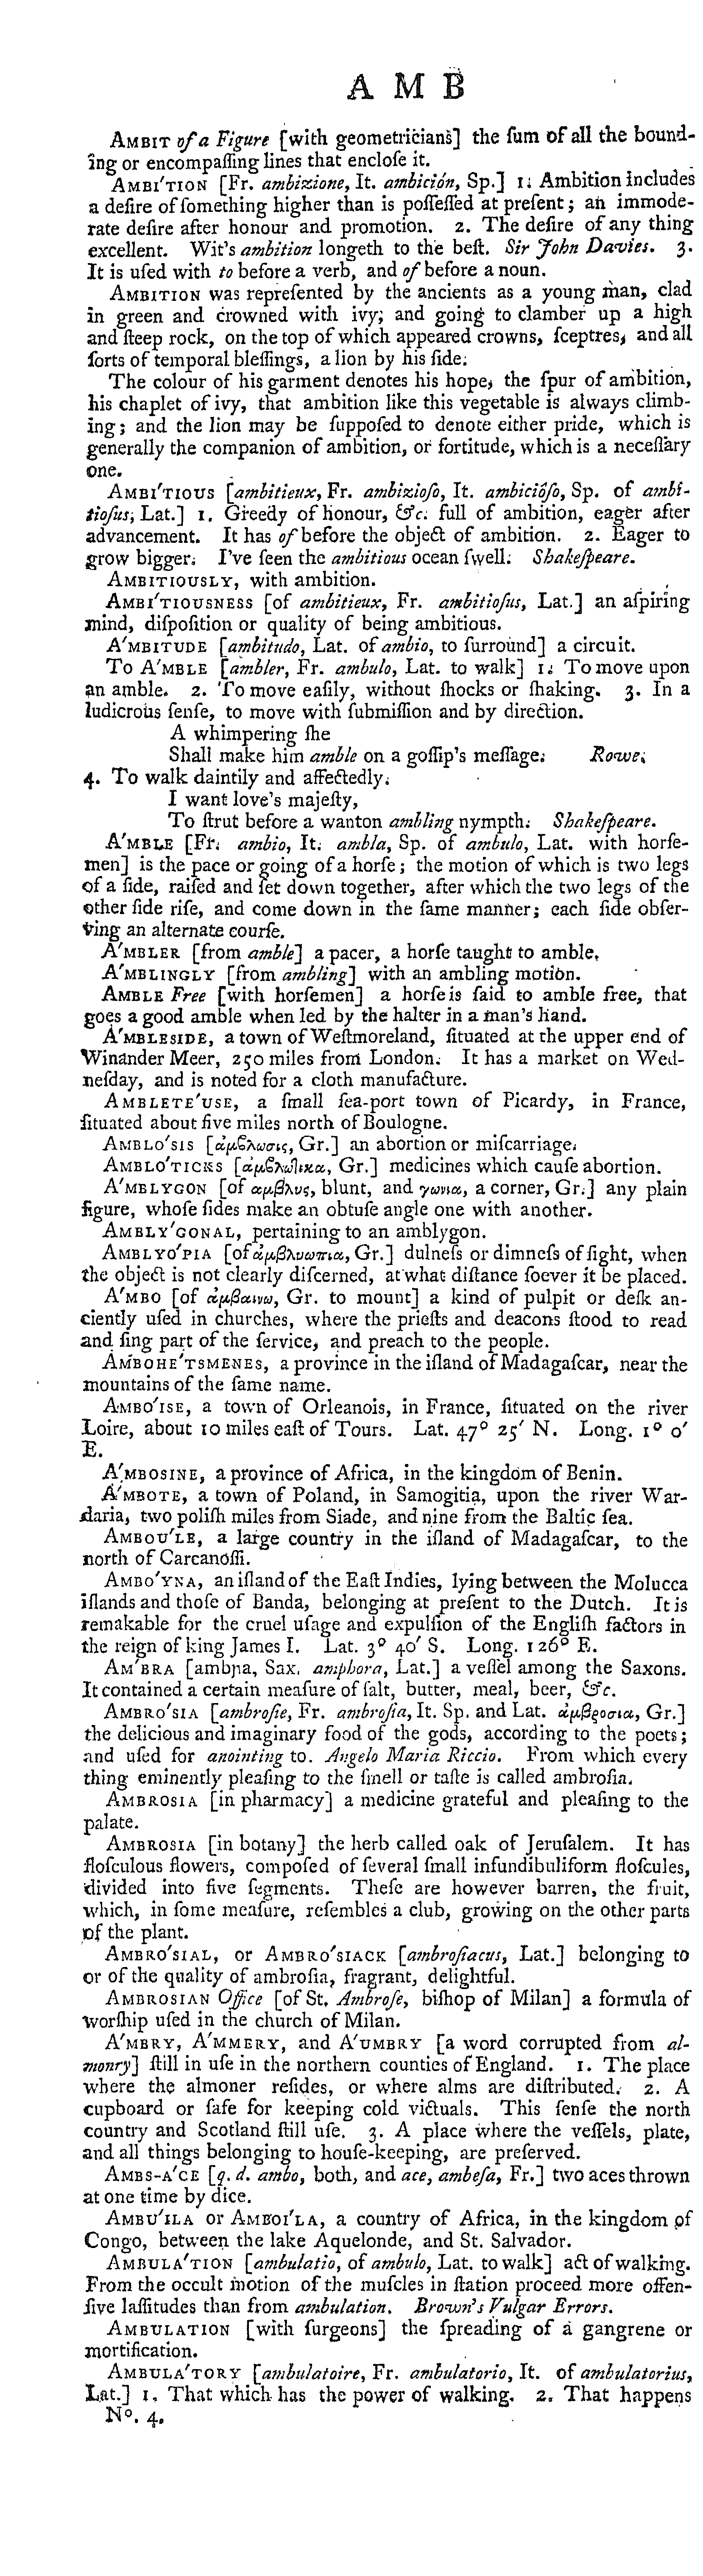 A M B
AMBIT of a Figure [with geometricians] the ſum of all the bound-
ing or encompaſſing lines that encloſe it.
AMBI′TION [Fr. ambizione, It. ambición, Sp.] 1. Ambition includes
a deſire of ſomething higher than is poſſeſſed at preſent; an immode-
rate deſire after honour and promotion. 2. The deſire of any thing
excellent. Wit's ambition longeth to the beſt. Sir John Davies. 3.
It is uſed with to before a verb, and of before a noun.
AMBITION was repreſented by the ancients as a young man, clad
in green and crowned with ivy; and going to clamber up a high
and ſteep rock, on the top of which appeared crowns, ſceptres, and all
ſorts of temporal bleſſings, a lion by his ſide.
The colour of his garment denotes his hope, the ſpur of ambition,
his chaplet of ivy, that ambition like this vegetable is always climb-
ing; and the lion may be ſuppoſed to denote either pride, which is
generally the companion of ambition, or fortitude, which is a neceſſary
one.
AMBI′TIOUS [ambitieux, Fr. ambizioſo, It. ambicióſo, Sp. of ambi-
tioſus, Lat.] 1. Greedy of honour, &c. full of ambition, eager after
advancement. It has of before the object of ambition. 2. Eager to
grow bigger. I've ſeen the ambitious ocean ſwell. Shakeſpeare.
AMBITIOUSLY, with ambition.
AMBI′TIOUSNESS [of ambitieux, Fr. ambitioſus, Lat.] an aſpiring
mind, diſpoſition or quality of being ambitious.
A′MBITUDE [ambitudo, Lat. of ambio, to ſurround] a circuit.
To A′MBLE [ambler, Fr. ambulo, Lat. to walk] 1. To move upon
an amble. 2. To move eaſily, without ſhocks or ſhaking. 3. In a
ludicrous ſenſe, to move with ſubmiſſion and by direction.
A whimpering ſhe
Shall make him amble on a goſſip's meſſage. Rowe.
4. To walk daintily and affectedly.
I want love's majeſty,
To ſtrut before a wanton ambling nympth. Shakeſpeare.
A′MBLE [Fr. ambio, It. ambla, Sp. of ambulo, Lat. with horſe-
men] is the pace or going of a horſe; the motion of which is two legs
of a ſide, raiſed and ſet down together, after which the two legs of the
other ſide riſe, and come down in the ſame manner; each ſide obſer-
ving an alternate courſe.
A′MBLER [from amble] a pacer, a horſe taught to amble.
A′MBLINGLY [from ambling] with an ambling motion.
AMBLE Free [with horſemen] a horſe is ſaid to amble free, that
goes a good amble when led by the halter in a man's hand.
A′MBLESIDE, a town of Weſtmoreland, ſituated at the upper end of
Winander Meer, 250 miles from London. It has a market on Wed-
neſday, and is noted for a cloth manufacture.
AMBLETE′USE, a ſmall ſea-port town of Picardy, in France,
ſituated about five miles north of Boulogne.
AMBLO′SIS [ἀμϐλωσις, Gr.] an abortion or miſcarriage.
AMBLO′TICKS [ἀμϐλωτικα, Gr.] medicines which cauſe abortion.
A′MBLYGON [of αμβλυς, blunt, and γωνια, a corner, Gr.] any plain
figure, whoſe ſides make an obtuſe angle one with another.
AMBLY′GONAL, pertaining to an amblygon.
AMBLYO′PIA [of ἀμβλυωπια, Gr.] dulneſs or dimneſs of ſight, when
the object is not clearly diſcerned, at what diſtance ſoever it be placed.
A′MBO [of ἀμβαινω, Gr. to mount] a kind of pulpit or deſk an-
ciently uſed in churches, where the prieſts and deacons ſtood to read
and ſing part of the ſervice, and preach to the people.
AMBOHE′TSMENES, a province in the iſland of Madagaſcar, near the
mountains of the ſame name.
AMBO′ISE, a town of Orleanois, in France, ſituated on the river
Loire, about 10 miles eaſt of Tours. Lat. 47° 25′ N. Long. 1° 0′
E.
A′MBOSINE, a province of Africa, in the kingdom of Benin.
A′MBOTE, a town of Poland, in Samogitia, upon the river War-
daria, two poliſh miles from Siade, and nine from the Baltic ſea.
AMBOU′LE, a large country in the iſland of Madagaſcar, to the
north of Carcanoſſi.
AMBO′YNA, an iſland of the Eaſt Indies, lying between the Molucca
iſlands and thoſe of Banda, belonging at preſent to the Dutch. It is
remakable for the cruel uſage and expulſion of the Engliſh factors in
the reign of king James I. Lat. 3° 40′ S. Long. 126° E.
AM′BRA [ambꞃa, Sax. amphora, Lat.] a veſſel among the Saxons.
It contained a certain meaſure of ſalt, butter, meal, beer, &c.
AMBRO′SIA [ambroſie, Fr. ambroſia, It. Sp. and Lat. ἀμβροσια, Gr.]
the delicious and imaginary food of the gods, according to the poets;
and uſed for anointing to. Angelo Maria Riccio. From which every
thing eminently pleaſing to the ſmell or taſte is called ambroſia.
AMBROSIA [in pharmacy] a medicine grateful and pleaſing to the
palate.
AMBROSIA [in botany] the herb called oak of Jeruſalem. It has
floſculous flowers, compoſed of ſeveral ſmall infundibuliform floſcules,
divided into five ſegments. Theſe are however barren, the fruit,
which, in ſome meaſure, reſembles a club, growing on the other parts
of the plant.
AMBRO′SIAL, or AMBRO′SIACK [ambroſiacus, Lat.] belonging to
or of the quality of ambroſia, fragrant, delightful.
AMBROSIAN Office [of St. Ambroſe, biſhop of Milan] a formula of
worſhip uſed in the church of Milan.
A′MBRY, A′MMERY, and A′UMBRY [a word corrupted from al-
monry] ſtill in uſe in the northern counties of England. 1. The place
where the almoner reſides, or where alms are diſtributed. 2. A
cupboard or ſafe for keeping cold victuals. This ſenſe the north
country and Scotland ſtill uſe. 3. A place where the veſſels, plate,
and all things belonging to houſe-keeping, are preſerved.
AMBS-A′CE [q. d. ambo, both, and ace, ambeſa, Fr.] two aces thrown
at one time by dice.
AMBU′ILA or AMBOI′LA, a country of Africa, in the kingdom of
Congo, between the lake Aquelonde, and St. Salvador.
AMBULA′TION [ambulatio, of ambulo, Lat. to walk] act of walking.
From the occult motion of the muſcles in ſtation proceed more offen-
ſive laſſitudes than from ambulation. Brown's Vulgar Errors.
AMBULATION [with ſurgeons] the ſpreading of a gangrene or
mortification.
AMBULA′TORY [ambulatoire, Fr. ambulatorio, It. of ambulatorius,
Lat.] 1. That which has the power of walking. 2. That happens
No. 4.